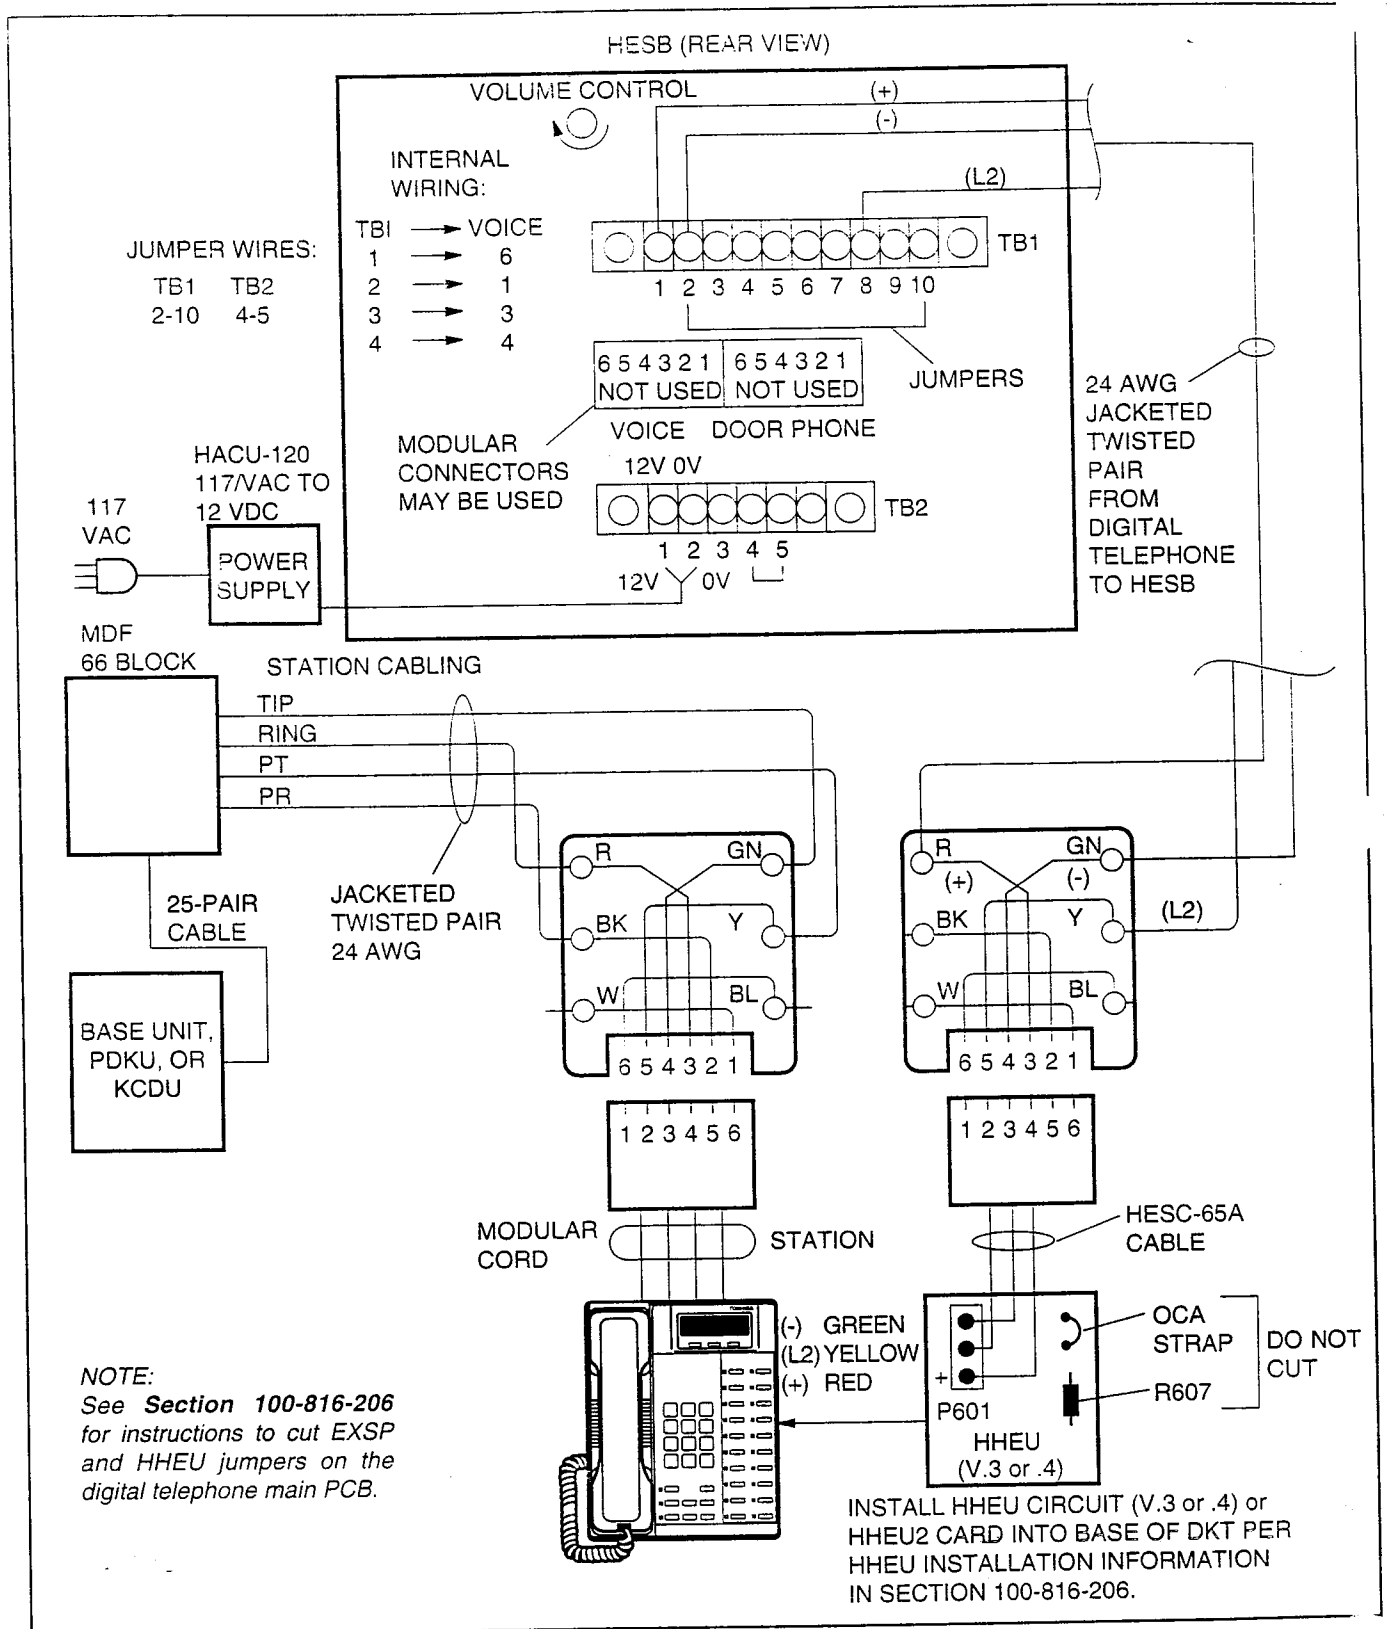 HESB (REAR VIEW)
VOLUME CONTROL
(+)
(-)
(L2)
INTERNAL
WIRING:
TBI VOICE
1 6
2 1
3 3
4 4
JUMPER WIRES:
TB1 TB2
2-10 4-5
TB1
1 2 3 4 5 6 7 8 9 10
JUMPERS
6 5 4 3 2 1 6 5 4 3 2 1
NOT USED NOT USED
VOICE DOOR PHONE
MODULAR
CONNECTORS
MAY BE USED
12V 0V
TB2
1 2 3 4 5
12V 0V
24 AWG
JACKETED
TWISTED
PAIR
FROM
DIGITAL
TELEPHONE
TO HESB
HACU-120
117/VAC TO
12 VDC
117
VAC
POWER
SUPPLY
MDF
66 BLOCK
STATION CABLING
TIP
RING
PT
PR
JACKETED
TWISTED PAIR
24 AWG
25-PAIR
CABLE
BASE UNIT,
PDKU, OR
KCDU
R GN
BK Y
W BL
6 5 4 3 2 1
R GN
(+) (-)
BK Y (L2)
W BL
6 5 4 3 2 1
1 2 3 4 5 6
1 2 3 4 5 6
MODULAR
CORD
STATION
HESC-65A
CABLE
(-) GREEN
(L2) YELLOW
(+) RED
+
P601
HHEU
(V.3 or .4)
OCA
STRAP
R607
DO NOT
CUT
NOTE:
See Section 100-816-206
for instructions to cut EXSP
and HHEU jumpers on the
digital telephone main PCB.
INSTALL HHEU CIRCUIT (V.3 or .4) or
HHEU2 CARD INTO BASE OF DKT PER
HHEU INSTALLATION INFORMATION
IN SECTION 100-816-206.